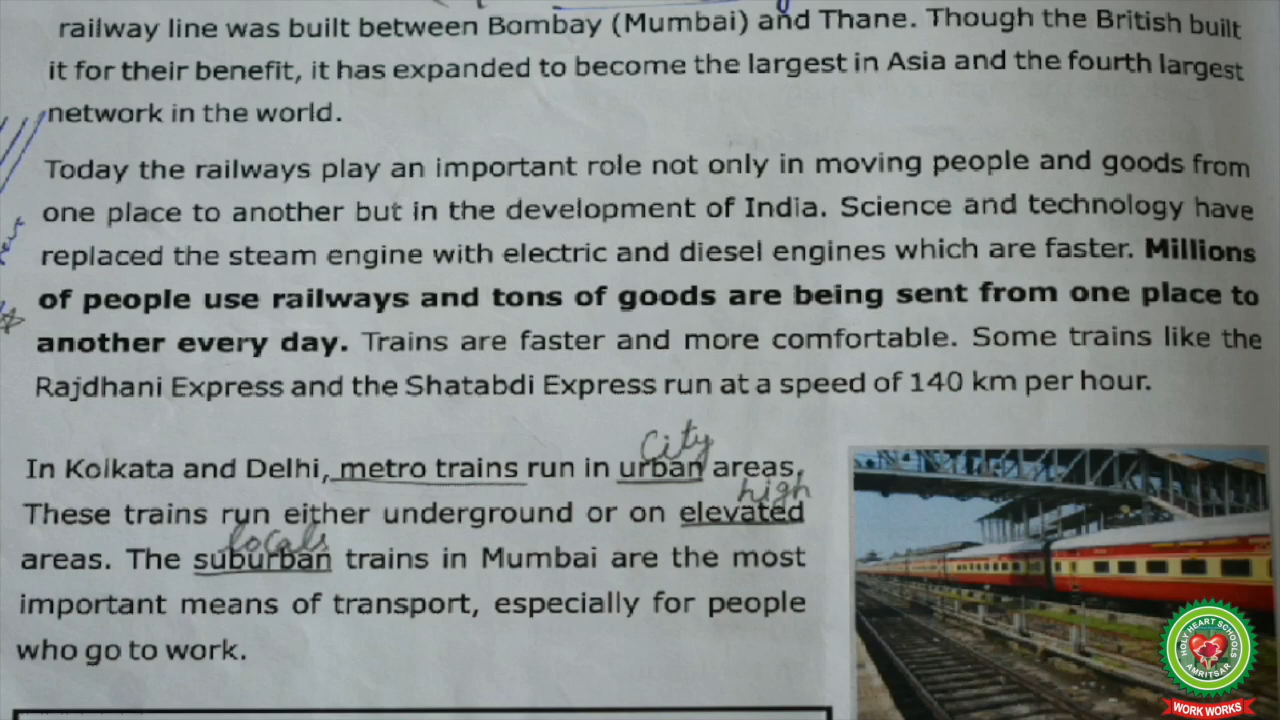 railway line was built between Bombay (Mumbai) and Thane. Though the British built
it for their benefit, it has expanded to become the largest in Asia and the fourth largest
network in the world.
Today the railways play an important role not only in moving people and goods from
one place to another but in the development of India. Science and technology have
replaced the steam engine with electric and diesel engines which are faster. Millions
of people use railways and tons of goods are being sent from one place to
another every day. Trains are faster and more comfortable. Some trains like the
Rajdhani Express and the Shatabdi Express run at a speed of 140 km per hour.
City
In Kolkata and Delhi, metro trains run in urban areas.
high
These trains run either underground or on elevated
locals
areas. The suburban trains in Mumbai are the most
important means of transport, especially for people
who go to work.
HOLY HEART SCHOOLS
AMRITSAR
WORK WORKS